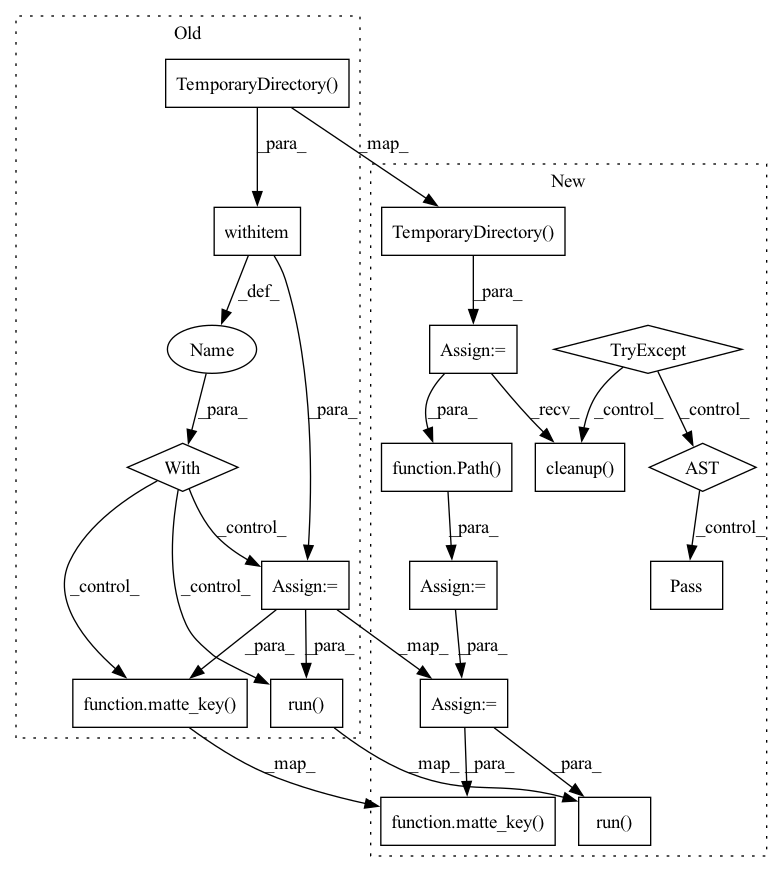 Old
TemporaryDirectory()
_para_
_map_
New
withitem
TemporaryDirectory()
_def_
_para_
Name
Assign:=
TryExcept
_para_
_para_
_para_
_recv_
_control_
_control_
With
function.Path()
cleanup()
AST
_control_
_para_
_control_
Assign:=
Assign:=
Pass
_control_
_control_
_para_
_para_
_map_
_para_
function.matte_key()
run()
Assign:=
_map_
_map_
_para_
_para_
function.matte_key()
run()